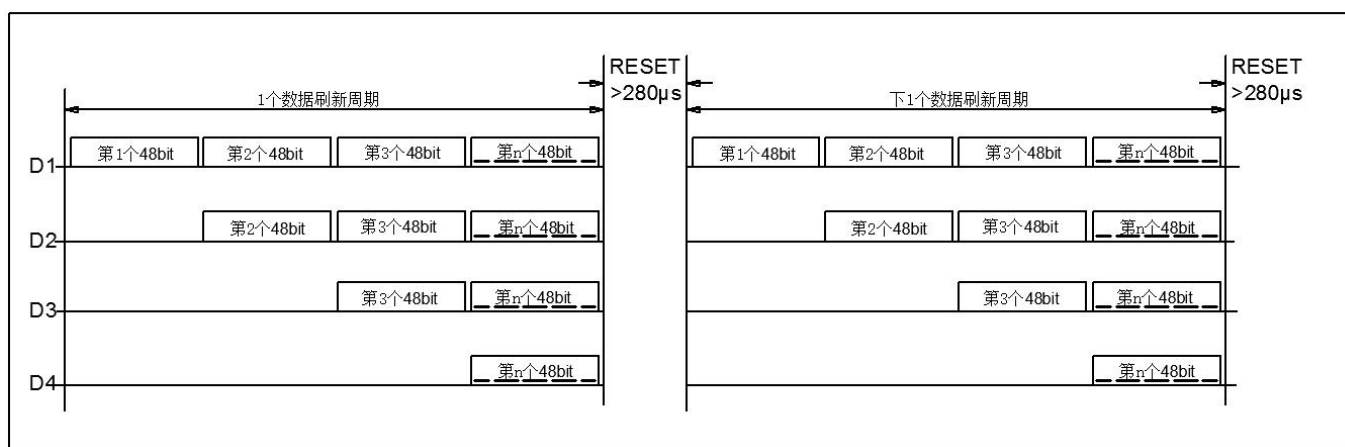 RESET
>280µs
RESET
>280µs
1个数据刷新周期
下1个数据刷新周期
D1
第1个48bit
第2个48bit
第3个48bit
第n个48bit
第1个48bit
第2个48bit
第3个48bit
第n个48bit
D2
第2个48bit
第3个48bit
第n个48bit
第2个48bit
第3个48bit
第n个48bit
D3
第3个48bit
第n个48bit
第3个48bit
第n个48bit
D4
第n个48bit
第n个48bit